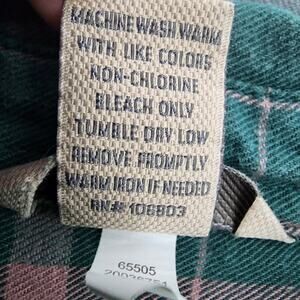 MACHINE WASH WARM
WITH LIKE COLORS
NON-CHLORINE
BLEACH ONLY
TUMBLE DRY LOW
REMOVE PROMPTLY
WARM IRON IF NEEDED
RN# 106803
65505